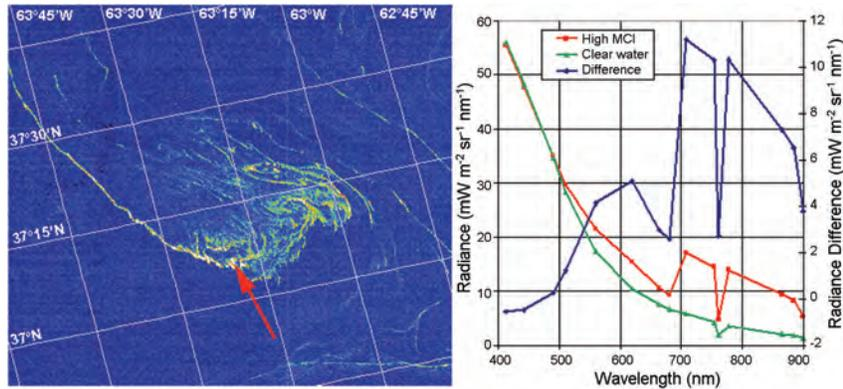 63°45'W
63°30'W
63°15'W
63°W
62°45'W
37°30'N
37°15'N
37°N
Radiance (mW m⁻² sr⁻¹ nm⁻¹)
60
50
40
30
20
10
0
High MCI
Clear water
Difference
400
500
600
700
800
900
Wavelength (nm)
12
10
8
6
4
2
0
-2
Radiance Difference (mW m⁻² sr⁻¹ nm⁻¹)